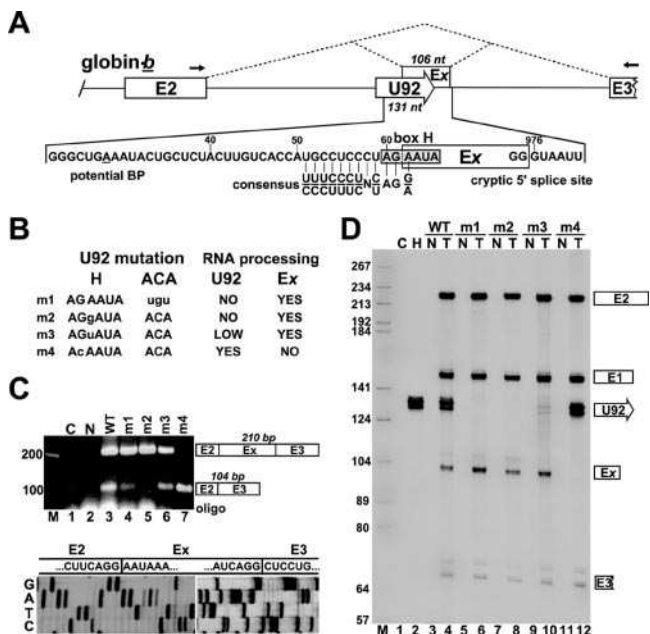 A
globin b
E2
U92
106 nt
Ex
131 nt
E3
40
50
60
box H
976
GGGCUGAAAUACUGCUCUACUUGUCACCAUGCCUCCCUAGAAUA
Ex
GGGUAAUU
potential BP
consensus
UUUCCCU C G
CCCUUUCNUAGA
cryptic 5' splice site
B
U92 mutation RNA processing
H ACA U92 Ex
m1 AGAAUA ugu NO YES
m2 AGgAUA ACA NO YES
m3 AGuAUA ACA LOW YES
m4 AcAAUA ACA YES NO
C
C N WT m1 m2 m3 m4
210 bp
200
E2 Ex E3
104 bp
100
E2 E3
oligo
M 1 2 3 4 5 6 7
E2 Ex E3
...CUUCAGG AAUAAA... ...AUCAGG CUCCUG...
G
A
T
C
D
WT m1 m2 m3 m4
C H N T N T N T N T N T
267
234
213
192
184
141
124
104
89
80
64
57
E2
E1
U92
Ex
E3
M 1 2 3 4 5 6 7 8 9 10 11 12